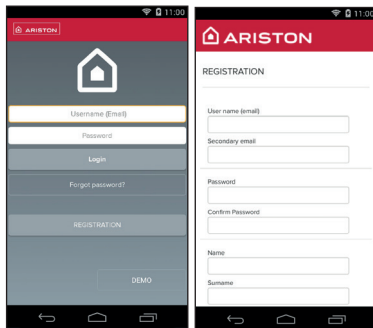 11:00
ARISTON
Username (Email)
Password
Login
Forgot password?
REGISTRATION
DEMO
11:00
ARISTON
REGISTRATION
User name (email)
Secondary email
Password
Confirm Password
Name
Surname